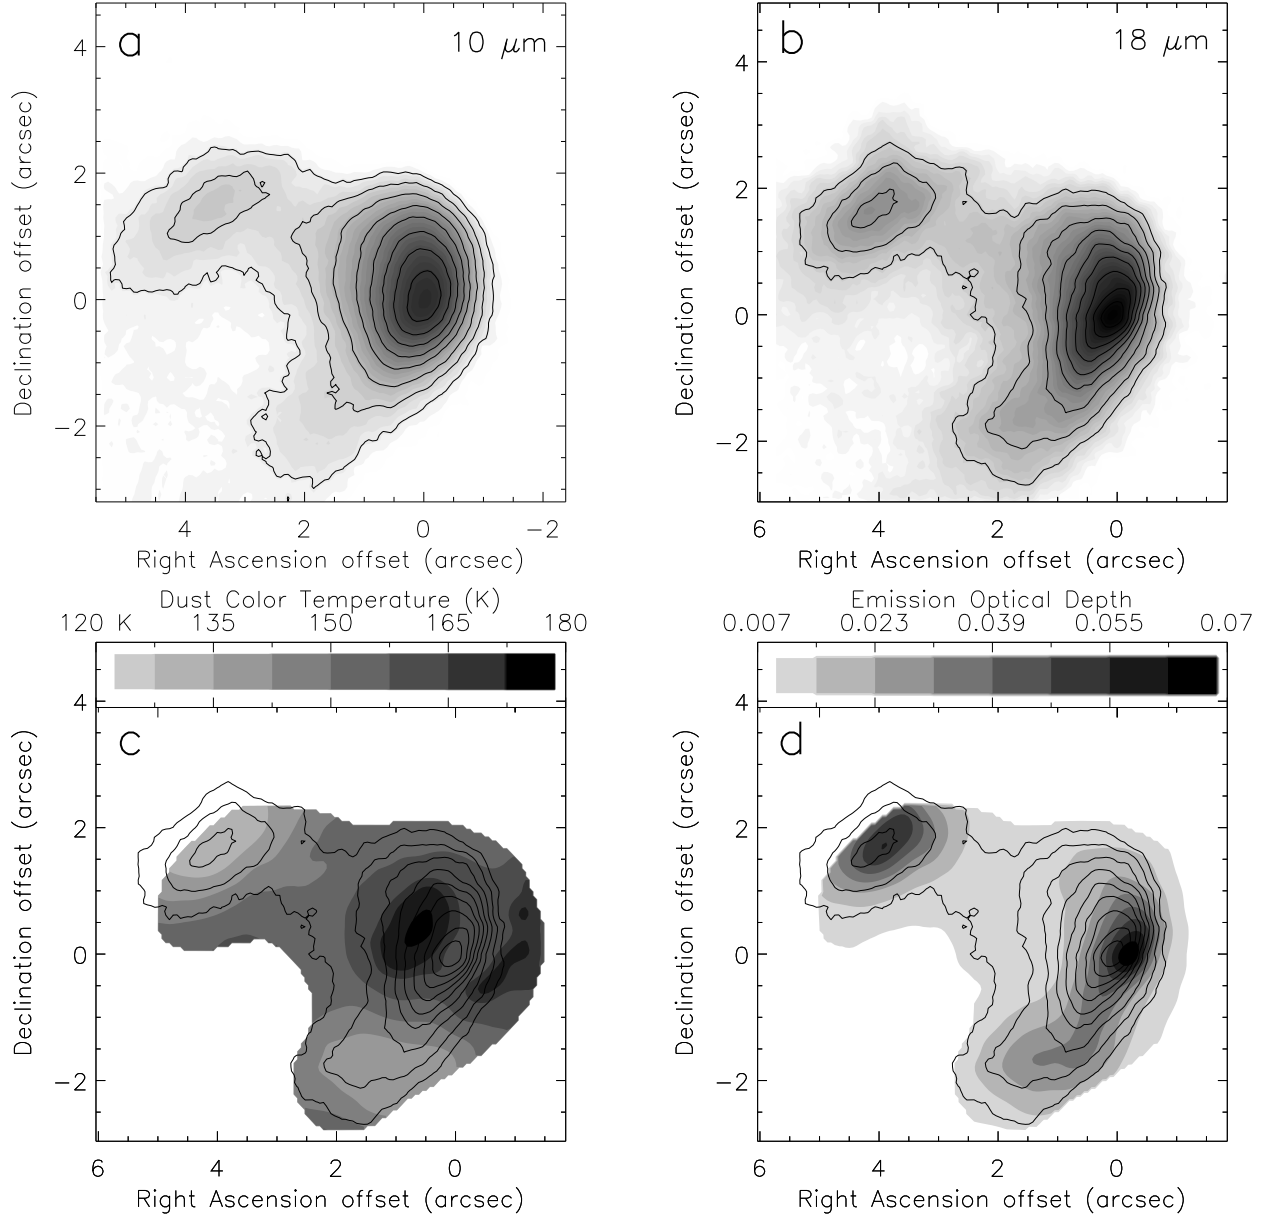 a
10 μm
4
2
0
−2
Declination offset (arcsec)
4 2 0 −2
Right Ascension offset (arcsec)
b
18 μm
4
2
0
−2
Declination offset (arcsec)
6 4 2 0
Right Ascension offset (arcsec)
Dust Color Temperature (K)
120 K 135 150 165 180
c
4
2
0
−2
Declination offset (arcsec)
6 4 2 0
Right Ascension offset (arcsec)
Emission Optical Depth
0.007 0.023 0.039 0.055 0.07
d
4
2
0
−2
Declination offset (arcsec)
6 4 2 0
Right Ascension offset (arcsec)